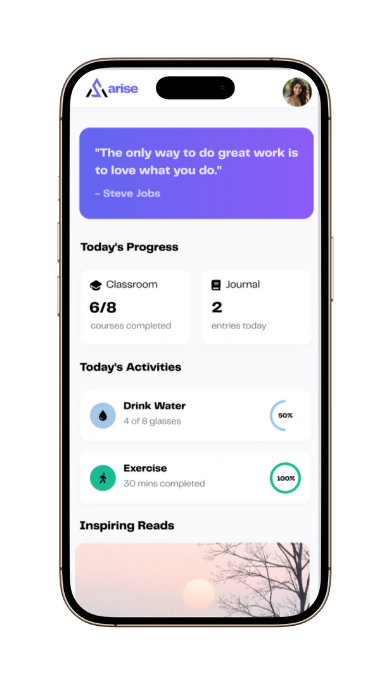 arise
"The only way to do great work is
to love what you do."
– Steve Jobs
Today's Progress
Classroom
6/8
courses completed
Journal
2
entries today
Today's Activities
Drink Water
4 of 8 glasses
50%
Exercise
30 mins completed
100%
Inspiring Reads